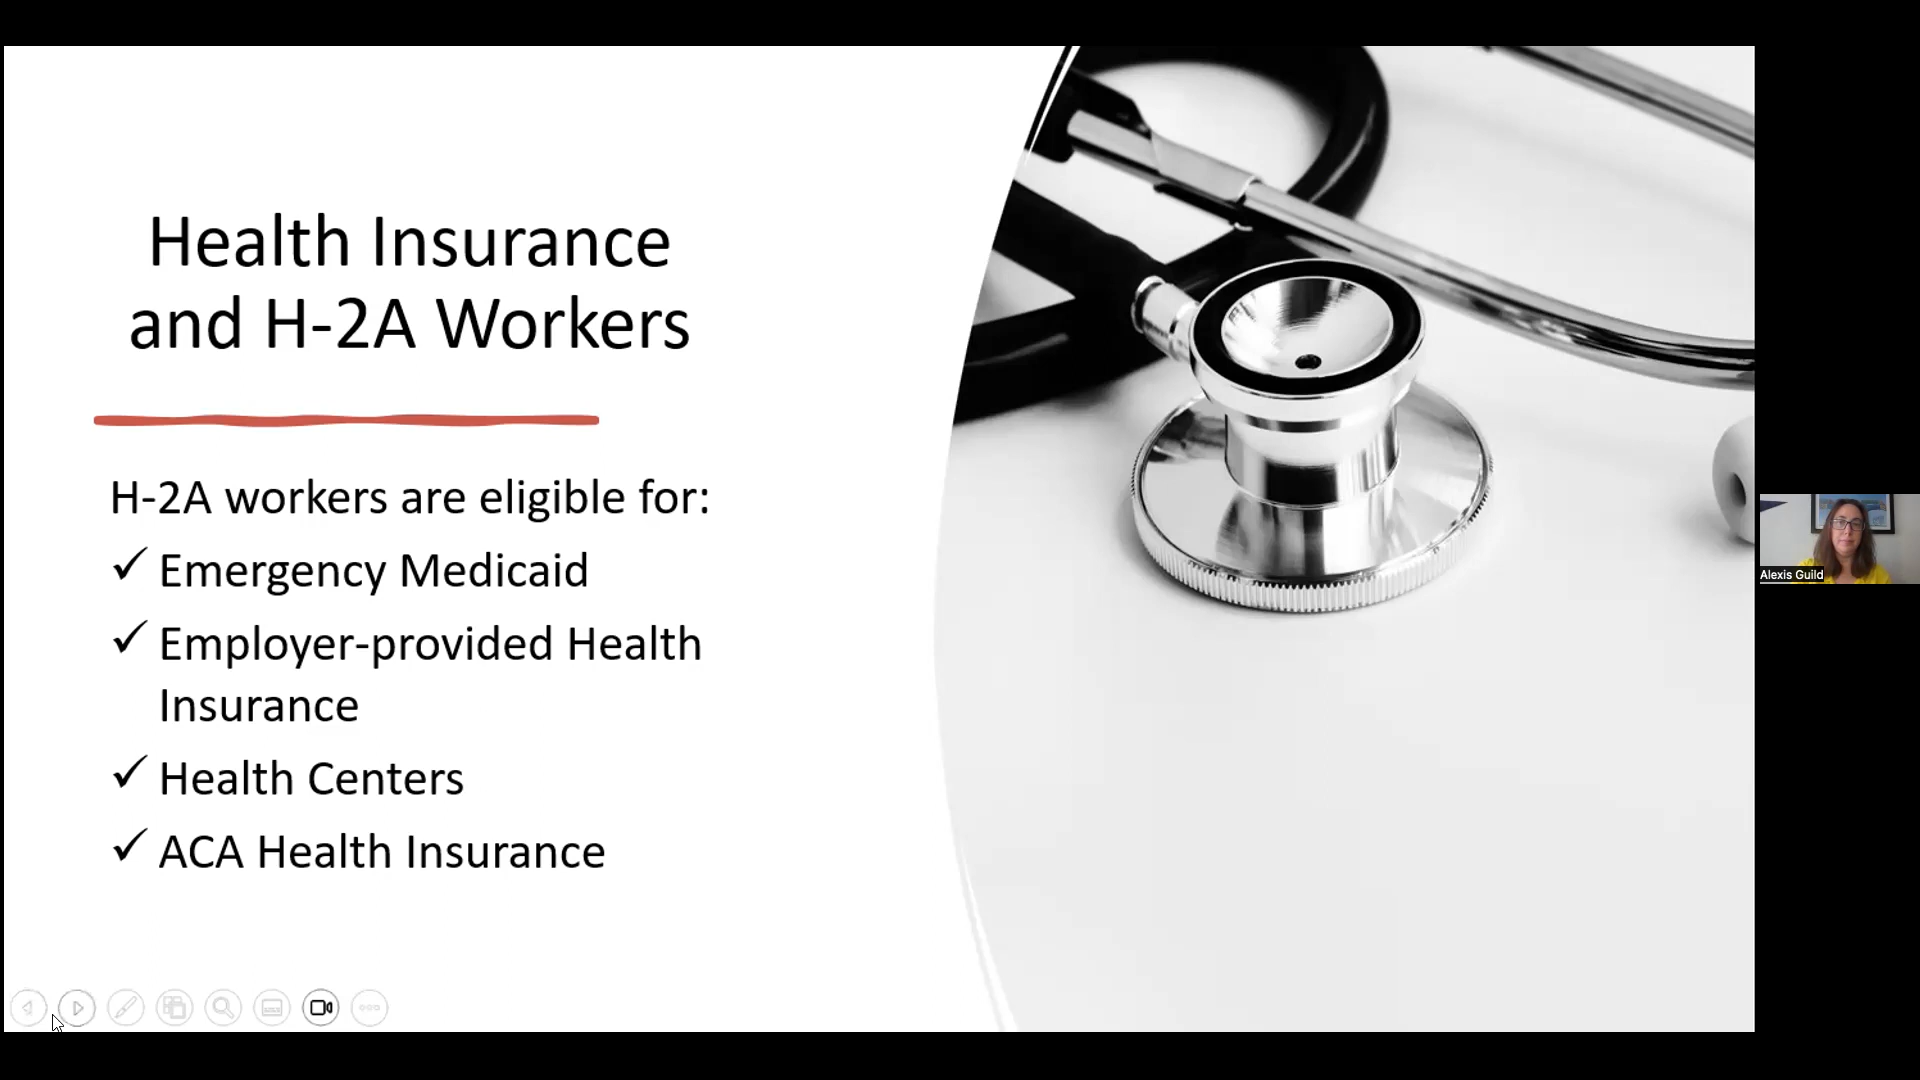 Health Insurance
and H-2A Workers
H-2A workers are eligible for:
✓ Emergency Medicaid
✓ Employer-provided Health
Insurance
✓ Health Centers
✓ ACA Health Insurance
Alexis Guild